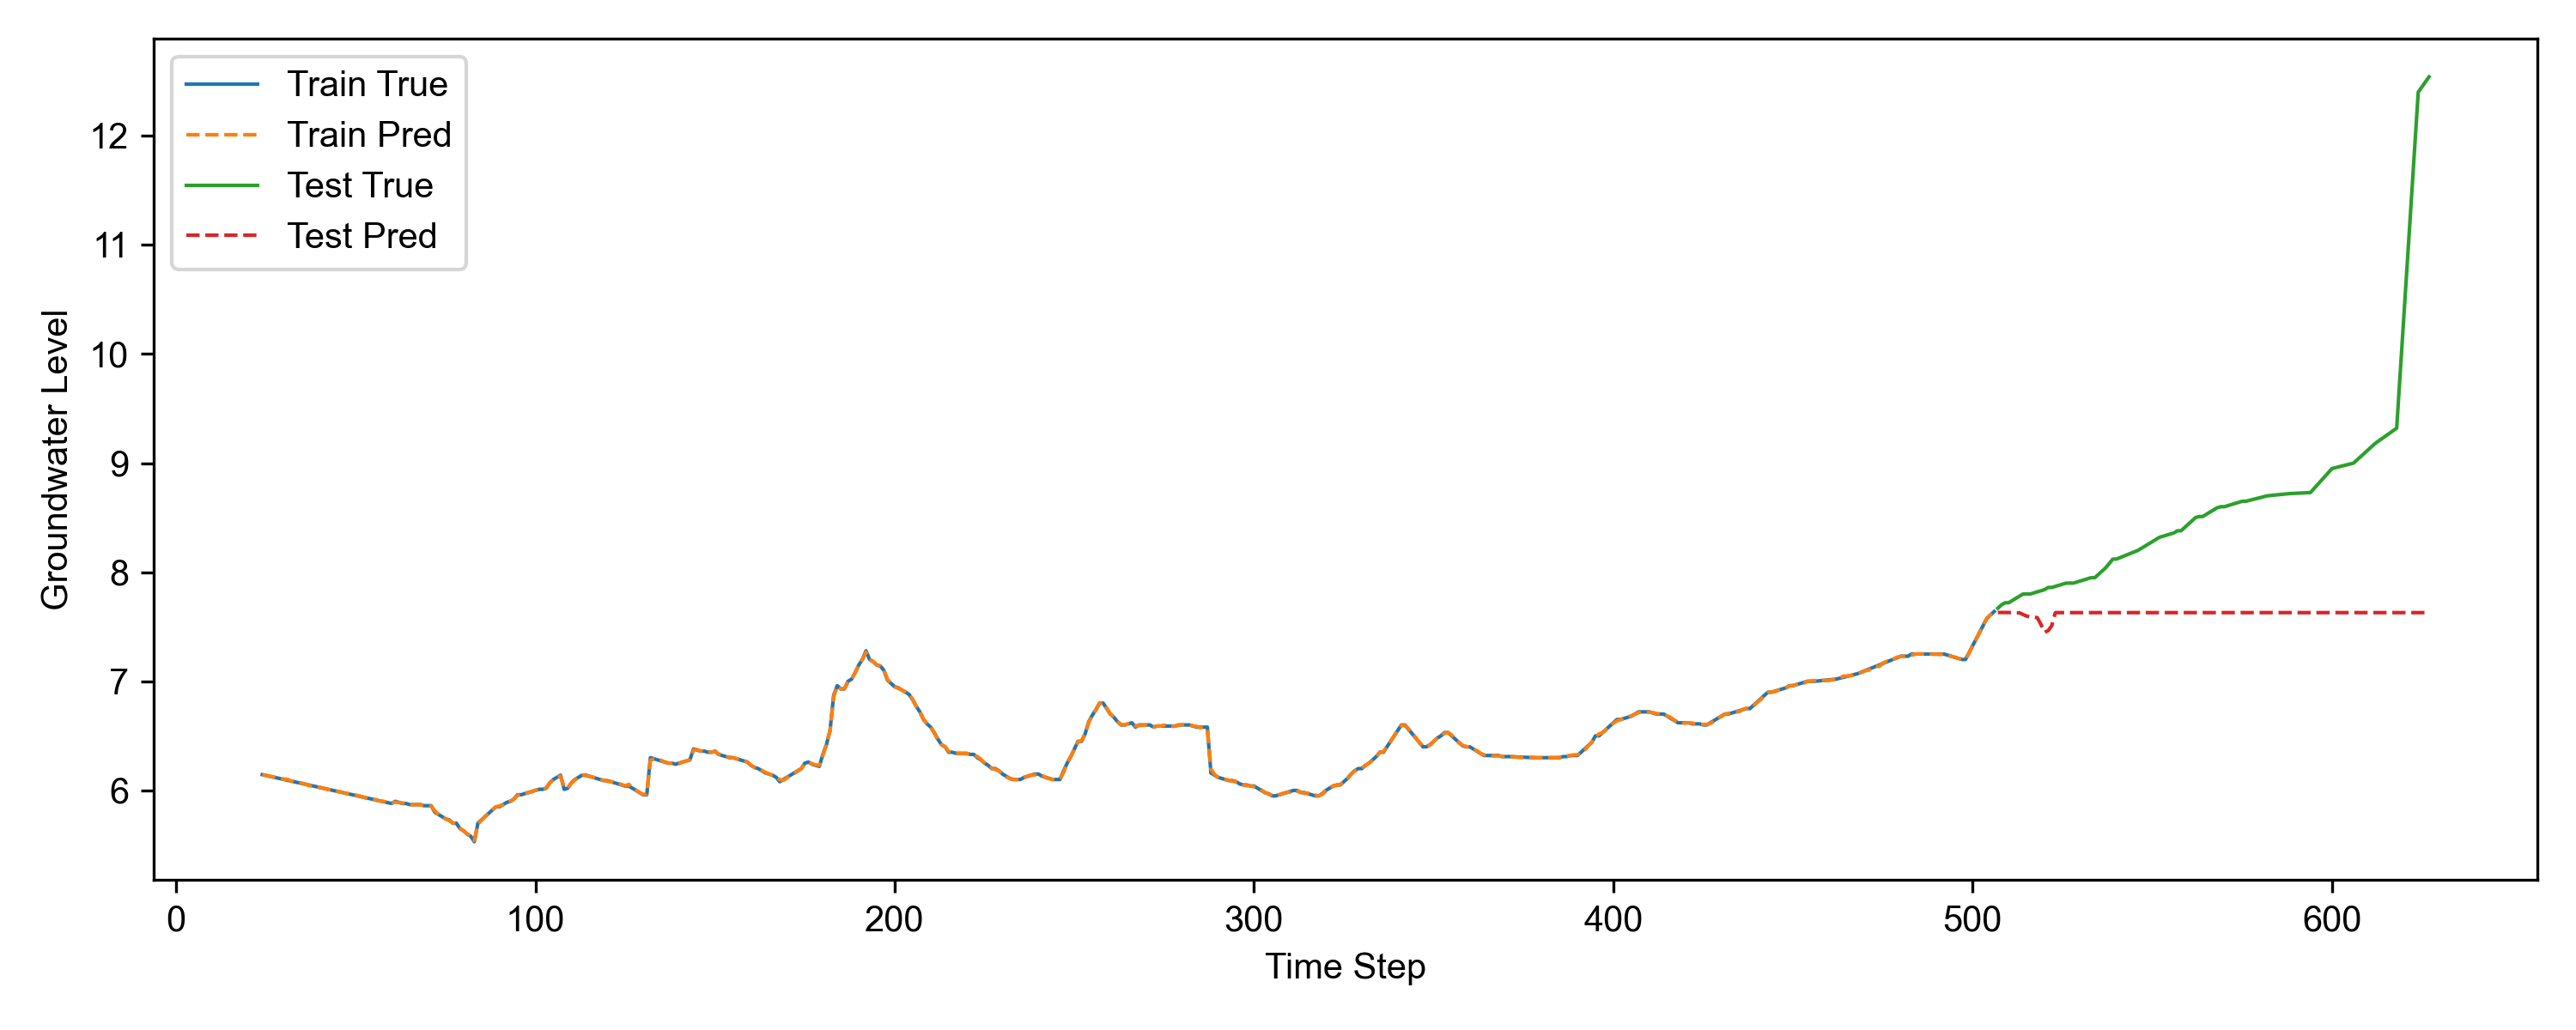 Train True
Train Pred
Test True
Test Pred
12
11
10
9
8
7
6
Groundwater Level
0 100 200 300 400 500 600
Time Step